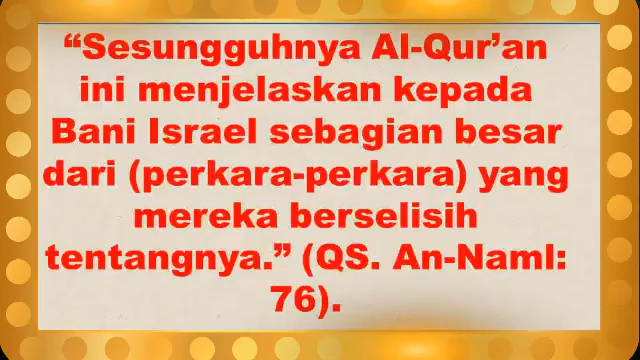 “Sesungguhnya Al-Qur’an
ini menjelaskan kepada
Bani Israel sebagian besar
dari (perkara-perkara) yang
mereka berselisih
tentangnya.” (QS. An-Naml:
76).